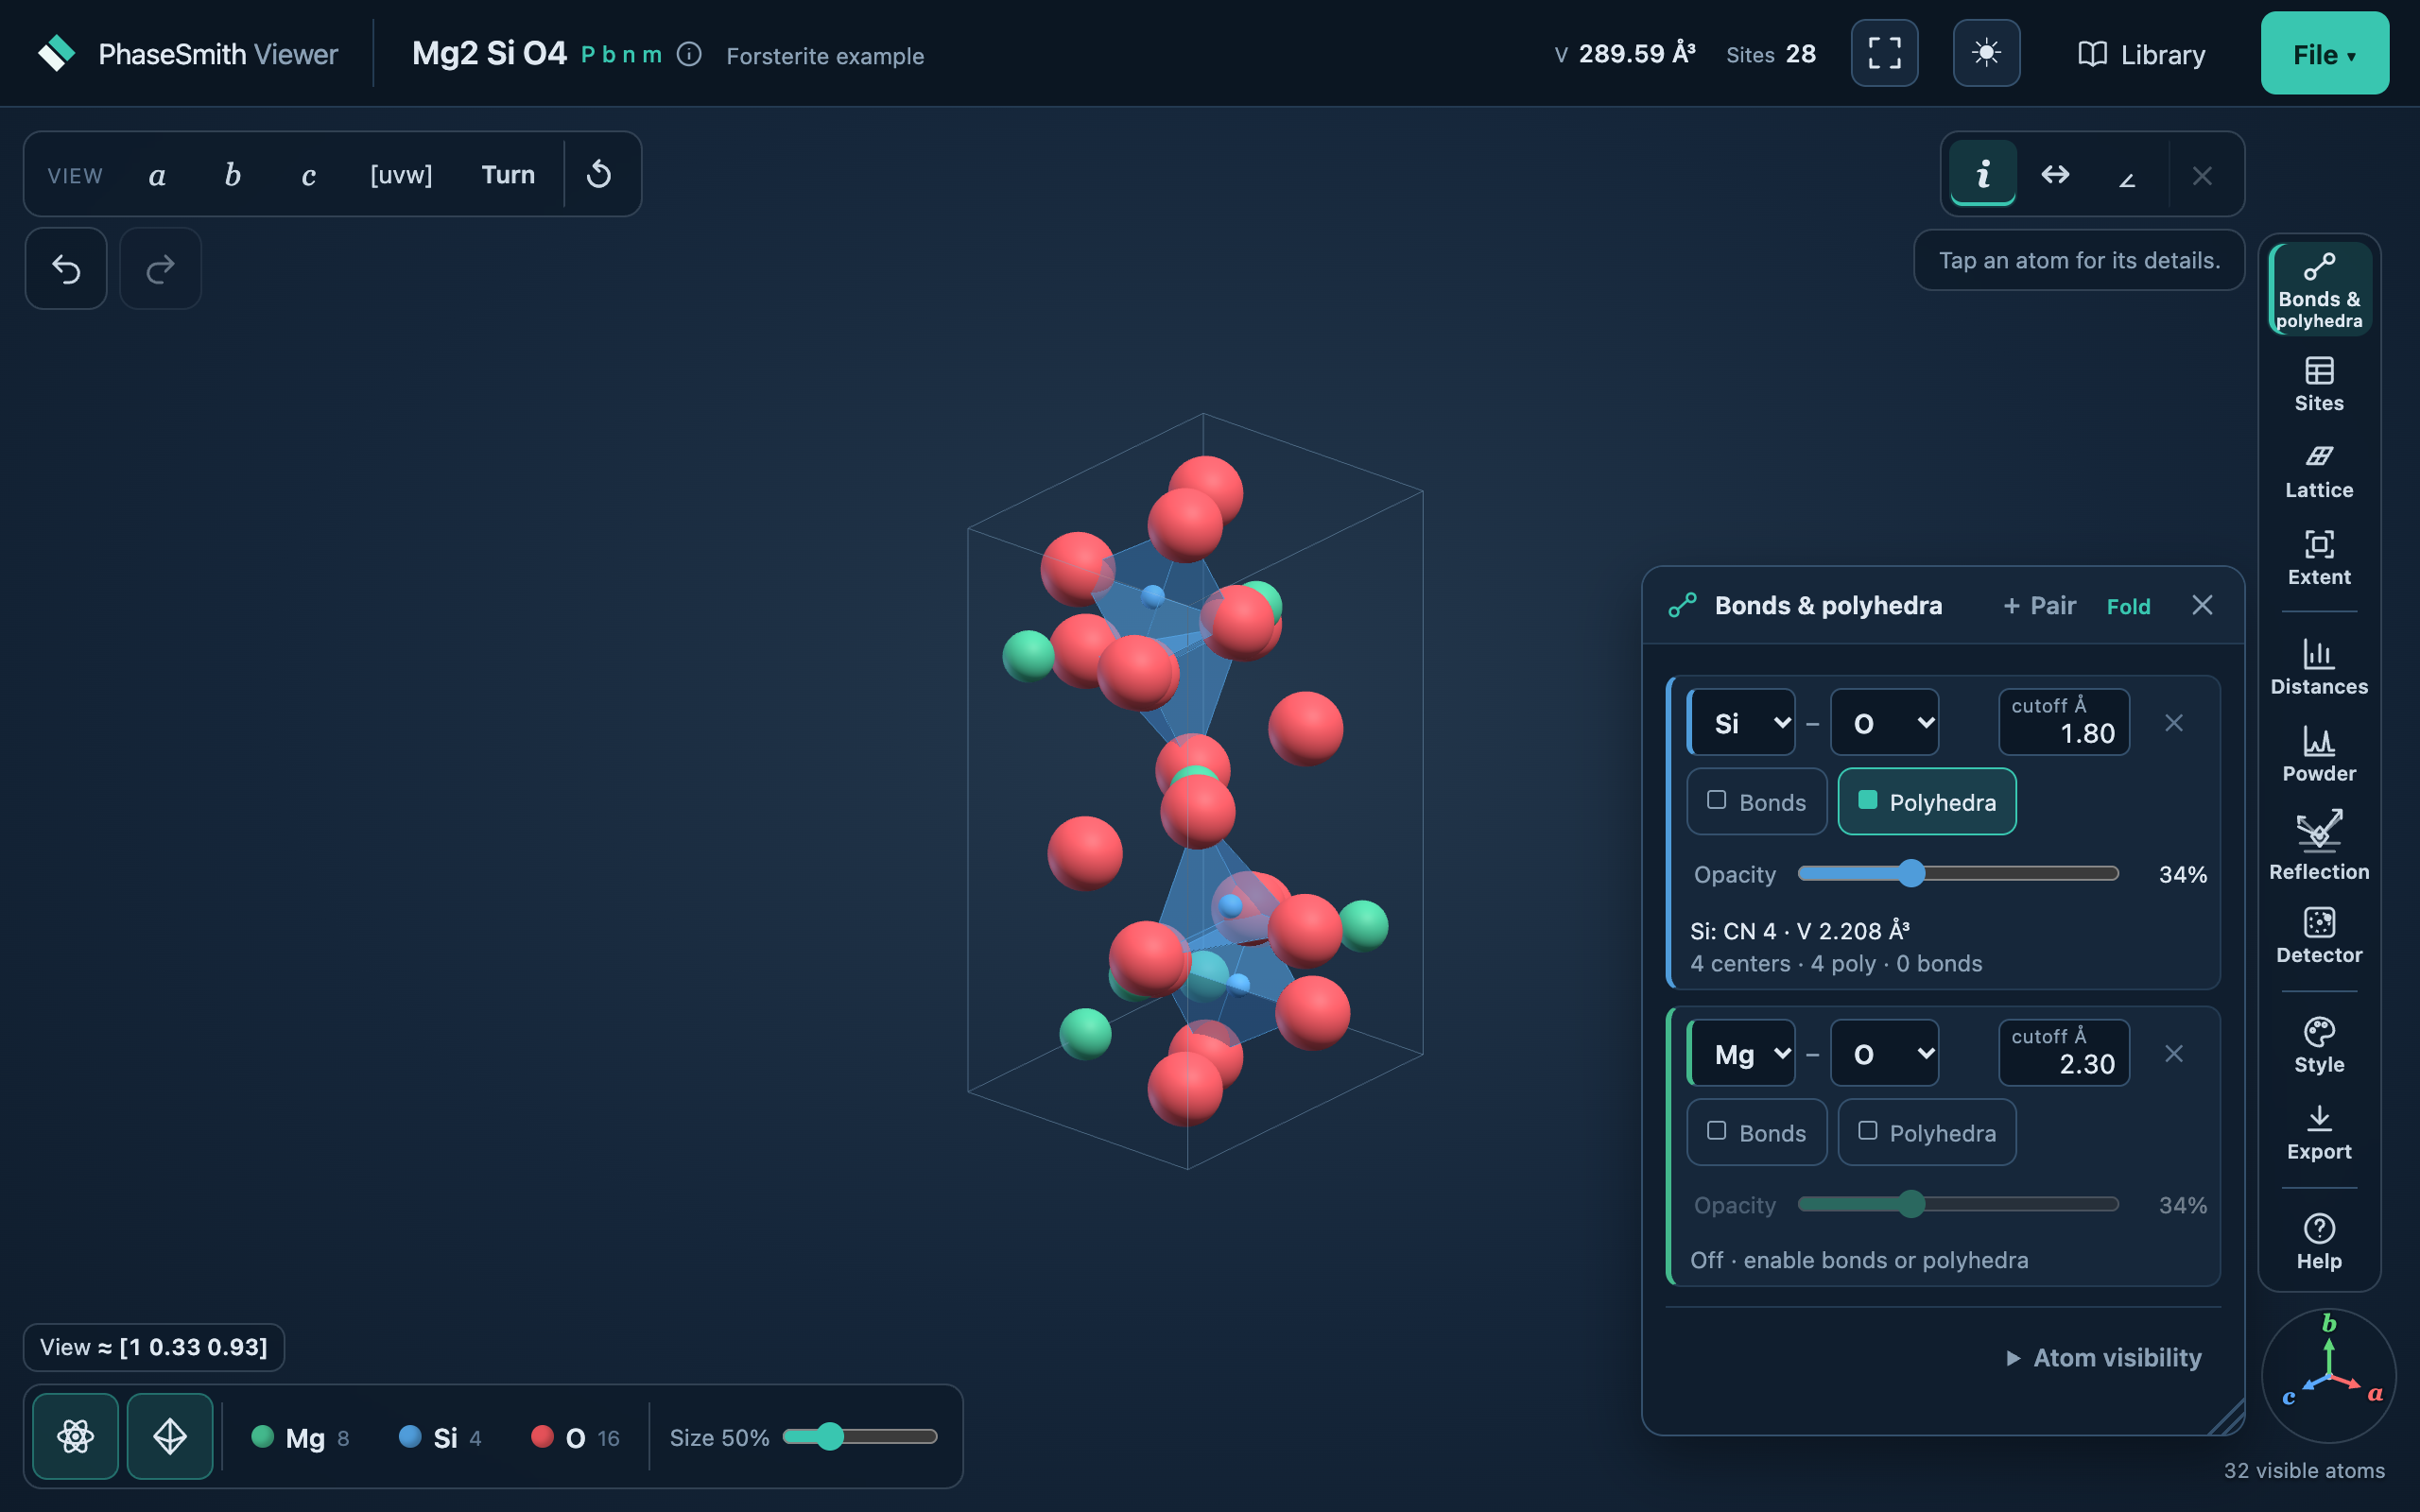 PhaseSmith Viewer
Mg2 Si O4 P b n m i Forsterite example
V 289.59 Å³ Sites 28
Library
File ▾
VIEW a b c [uvw] Turn
i
Tap an atom for its details.
Bonds & polyhedra
Sites
Lattice
Extent
Distances
Powder
Reflection
Detector
Style
Export
Help
Bonds & polyhedra + Pair Fold
Si – O cutoff Å 1.80
Bonds Polyhedra
Opacity 34%
Si: CN 4 · V 2.208 Å³
4 centers · 4 poly · 0 bonds
Mg – O cutoff Å 2.30
Bonds Polyhedra
Opacity 34%
Off · enable bonds or polyhedra
Atom visibility
b
c a
32 visible atoms
View ≈ [1 0.33 0.93]
Mg 8 Si 4 O 16 Size 50%